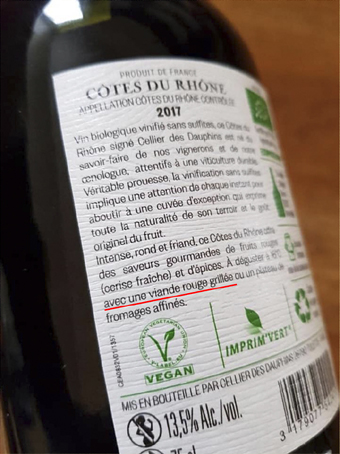 PRODUIT DE FRANCE
CÔTES DU RHÔNE
APPELLATION CÔTES DU RHÔNE CONTRÔLÉE
2017
Vin biologique vinifié sans sulfites, ce Côtes du
Rhône signé Cellier des Dauphins est né du
savoir-faire de nos vignerons et de notre
œnologue, attentifs à une viticulture durable.
Véritable prouesse, la vinification sans sulfites
implique une attention de chaque instant pour
aboutir à une cuvée d'exception qui exprime
toute la naturalité de son terroir et le goût
original du fruit.
Intense, rond et friand, ce Côtes du Rhône offre
des saveurs gourmandes de fruits rouges
(cerise fraîche) et d'épices. À déguster à
avec une viande rouge grillée ou un plateau de
fromages affinés.
VEGAN
IMPRIM'VERT
MIS EN BOUTEILLE PAR CELLIER DES DAUPHINS
13,5% Alc./vol.